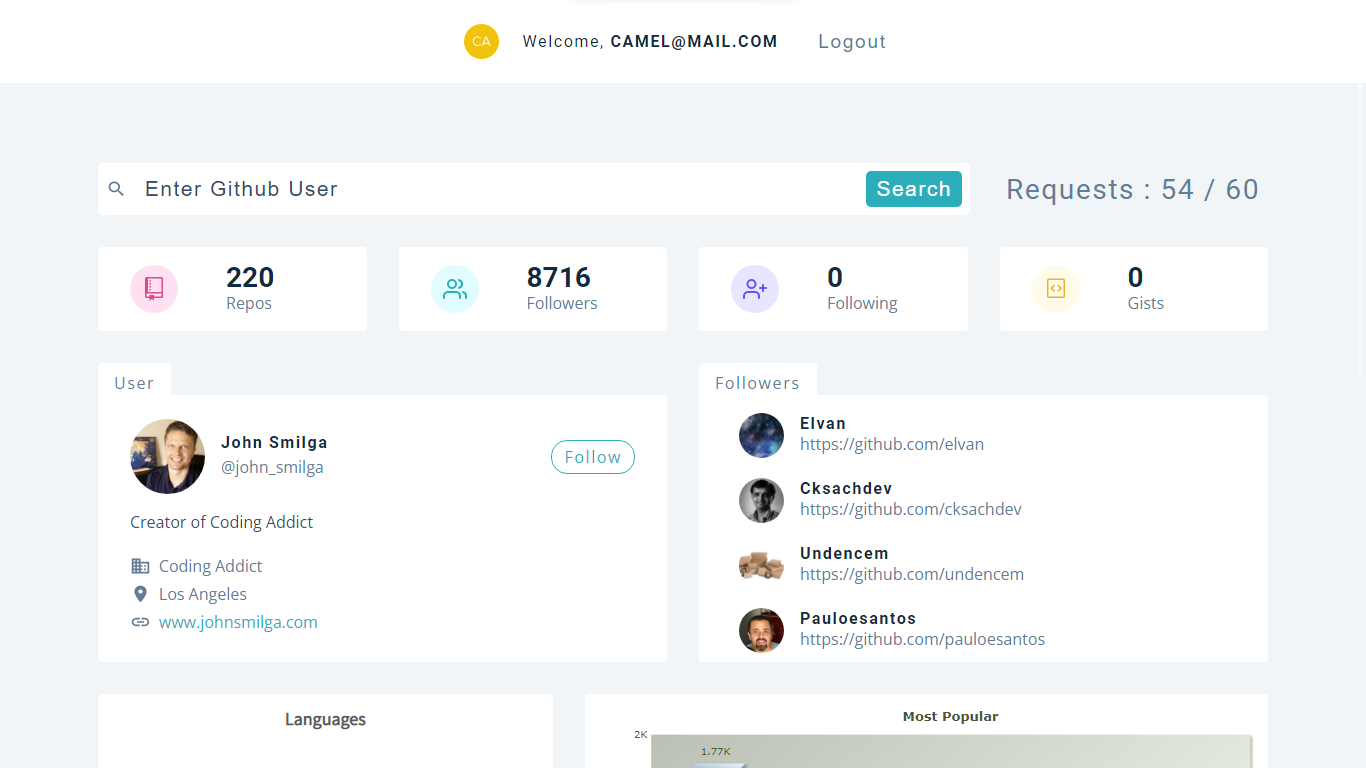 CA Welcome, CAMEL@MAIL.COM Logout
Enter Github User Search Requests : 54 / 60
220
Repos
8716
Followers
0
Following
0
Gists
User
John Smilga
@john_smilga
Follow
Creator of Coding Addict
Coding Addict
Los Angeles
www.johnsmilga.com
Followers
Elvan
https://github.com/elvan
Cksachdev
https://github.com/cksachdev
Undencem
https://github.com/undencem
Pauloesantos
https://github.com/pauloesantos
Languages
Most Popular
2K
1.77K